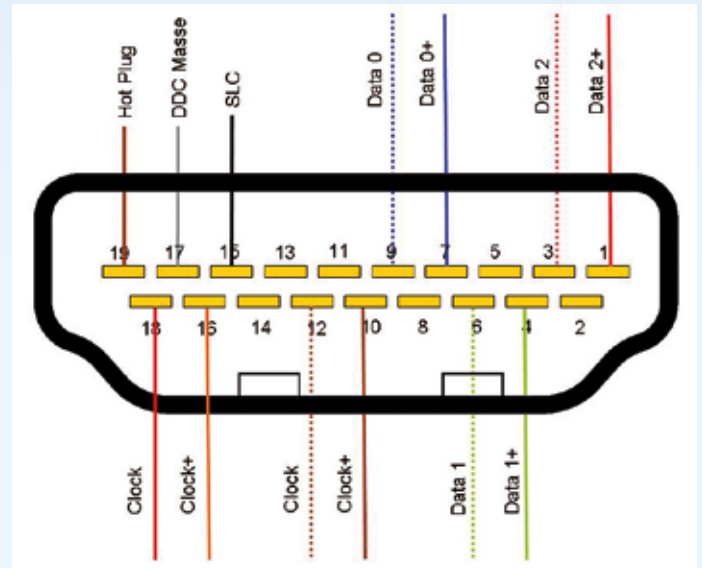 Hot Plug
DDC Masse
SLC
Data 0
Data 0+
Data 2
Data 2+
19 17 15 13 11 9 7 5 3 1
18 16 14 12 10 8 6 4 2
Clock
Clock+
Clock
Clock+
Data 1
Data 1+